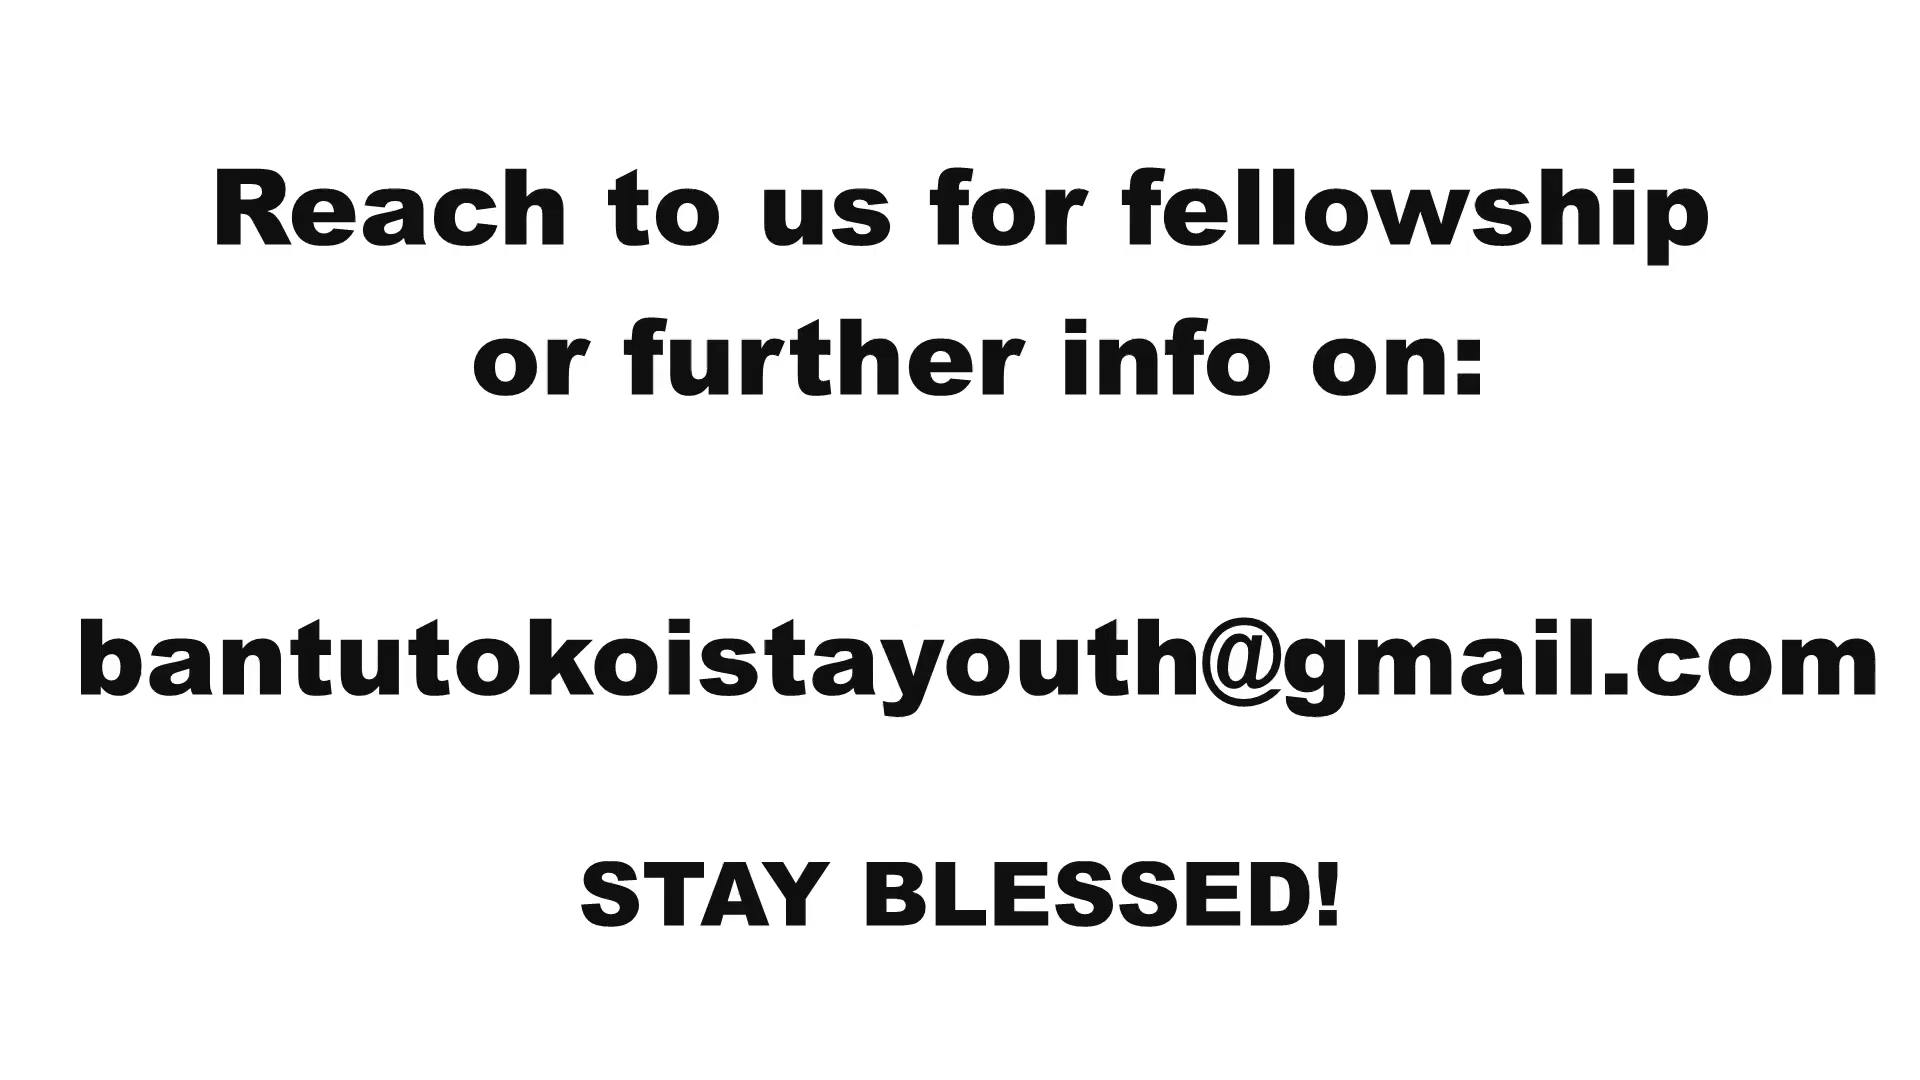 Reach to us for fellowship
or further info on:
bantutokoistayouth@gmail.com
STAY BLESSED!